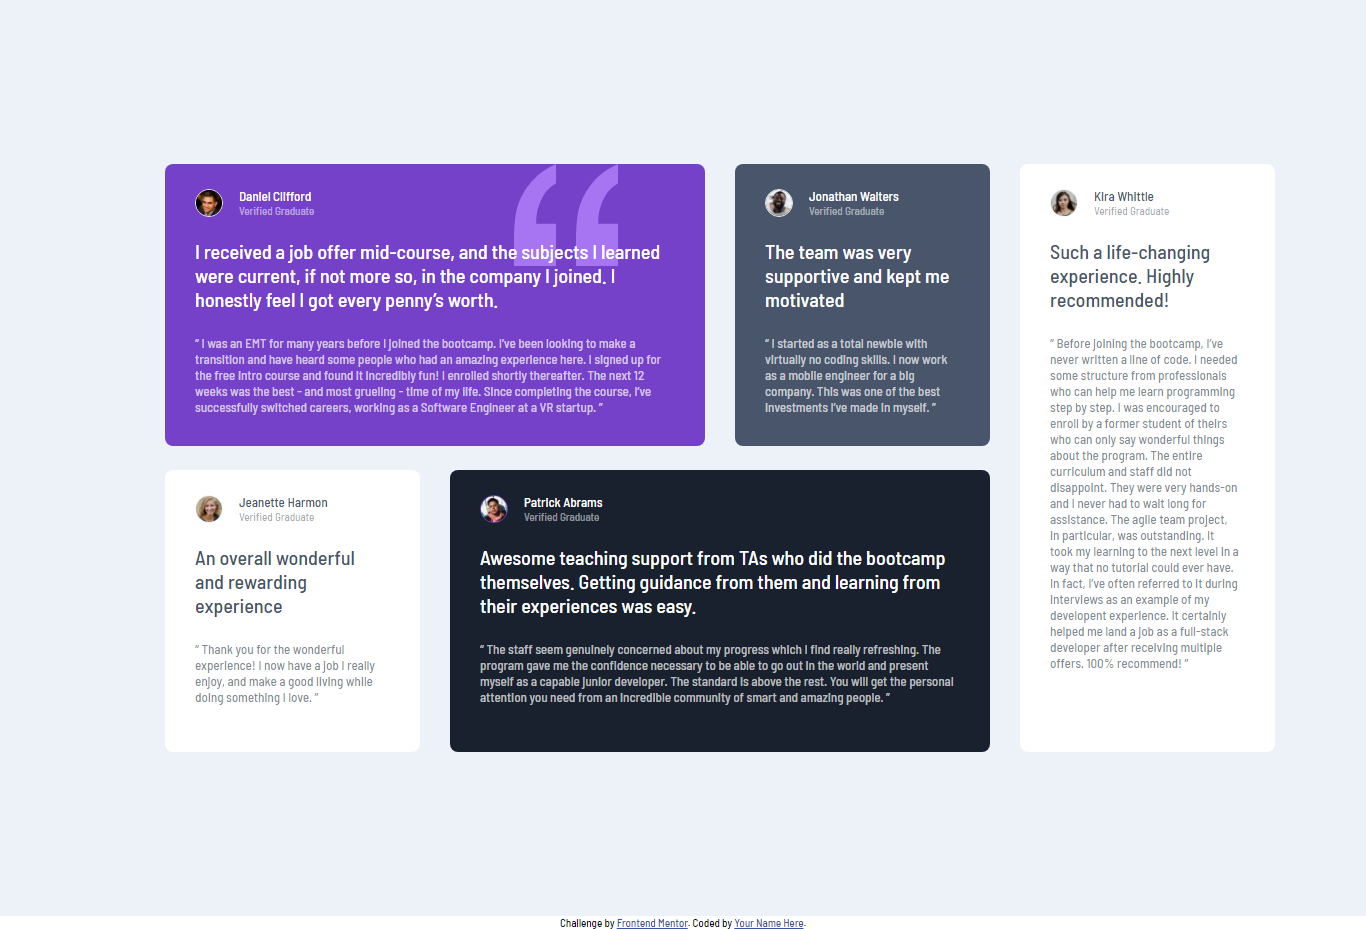 Daniel Clifford
Verified Graduate
I received a job offer mid-course, and the subjects I learned
were current, if not more so, in the company I joined. I
honestly feel I got every penny’s worth.
“ I was an EMT for many years before I joined the bootcamp. I’ve been looking to make a
transition and have heard some people who had an amazing experience here. I signed up for
the free intro course and found it incredibly fun! I enrolled shortly thereafter. The next 12
weeks was the best - and most grueling - time of my life. Since completing the course, I’ve
successfully switched careers, working as a Software Engineer at a VR startup. ”
Jonathan Walters
Verified Graduate
The team was very
supportive and kept me
motivated
“ I started as a total newbie with
virtually no coding skills. I now work
as a mobile engineer for a big
company. This was one of the best
investments I’ve made in myself. ”
Kira Whittle
Verified Graduate
Such a life-changing
experience. Highly
recommended!
“ Before joining the bootcamp, I’ve
never written a line of code. I needed
some structure from professionals
who can help me learn programming
step by step. I was encouraged to
enroll by a former student of theirs
who can only say wonderful things
about the program. The entire
curriculum and staff did not
disappoint. They were very hands-on
and I never had to wait long for
assistance. The agile team project,
in particular, was outstanding. It
took my learning to the next level in a
way that no tutorial could ever have.
In fact, I’ve often referred to it during
interviews as an example of my
developent experience. It certainly
helped me land a job as a full-stack
developer after receiving multiple
offers. 100% recommend! ”
Jeanette Harmon
Verified Graduate
An overall wonderful
and rewarding
experience
“ Thank you for the wonderful
experience! I now have a job I really
enjoy, and make a good living while
doing something I love. ”
Patrick Abrams
Verified Graduate
Awesome teaching support from TAs who did the bootcamp
themselves. Getting guidance from them and learning from
their experiences was easy.
“ The staff seem genuinely concerned about my progress which I find really refreshing. The
program gave me the confidence necessary to be able to go out in the world and present
myself as a capable junior developer. The standard is above the rest. You will get the personal
attention you need from an incredible community of smart and amazing people. ”
Challenge by Frontend Mentor. Coded by Your Name Here.